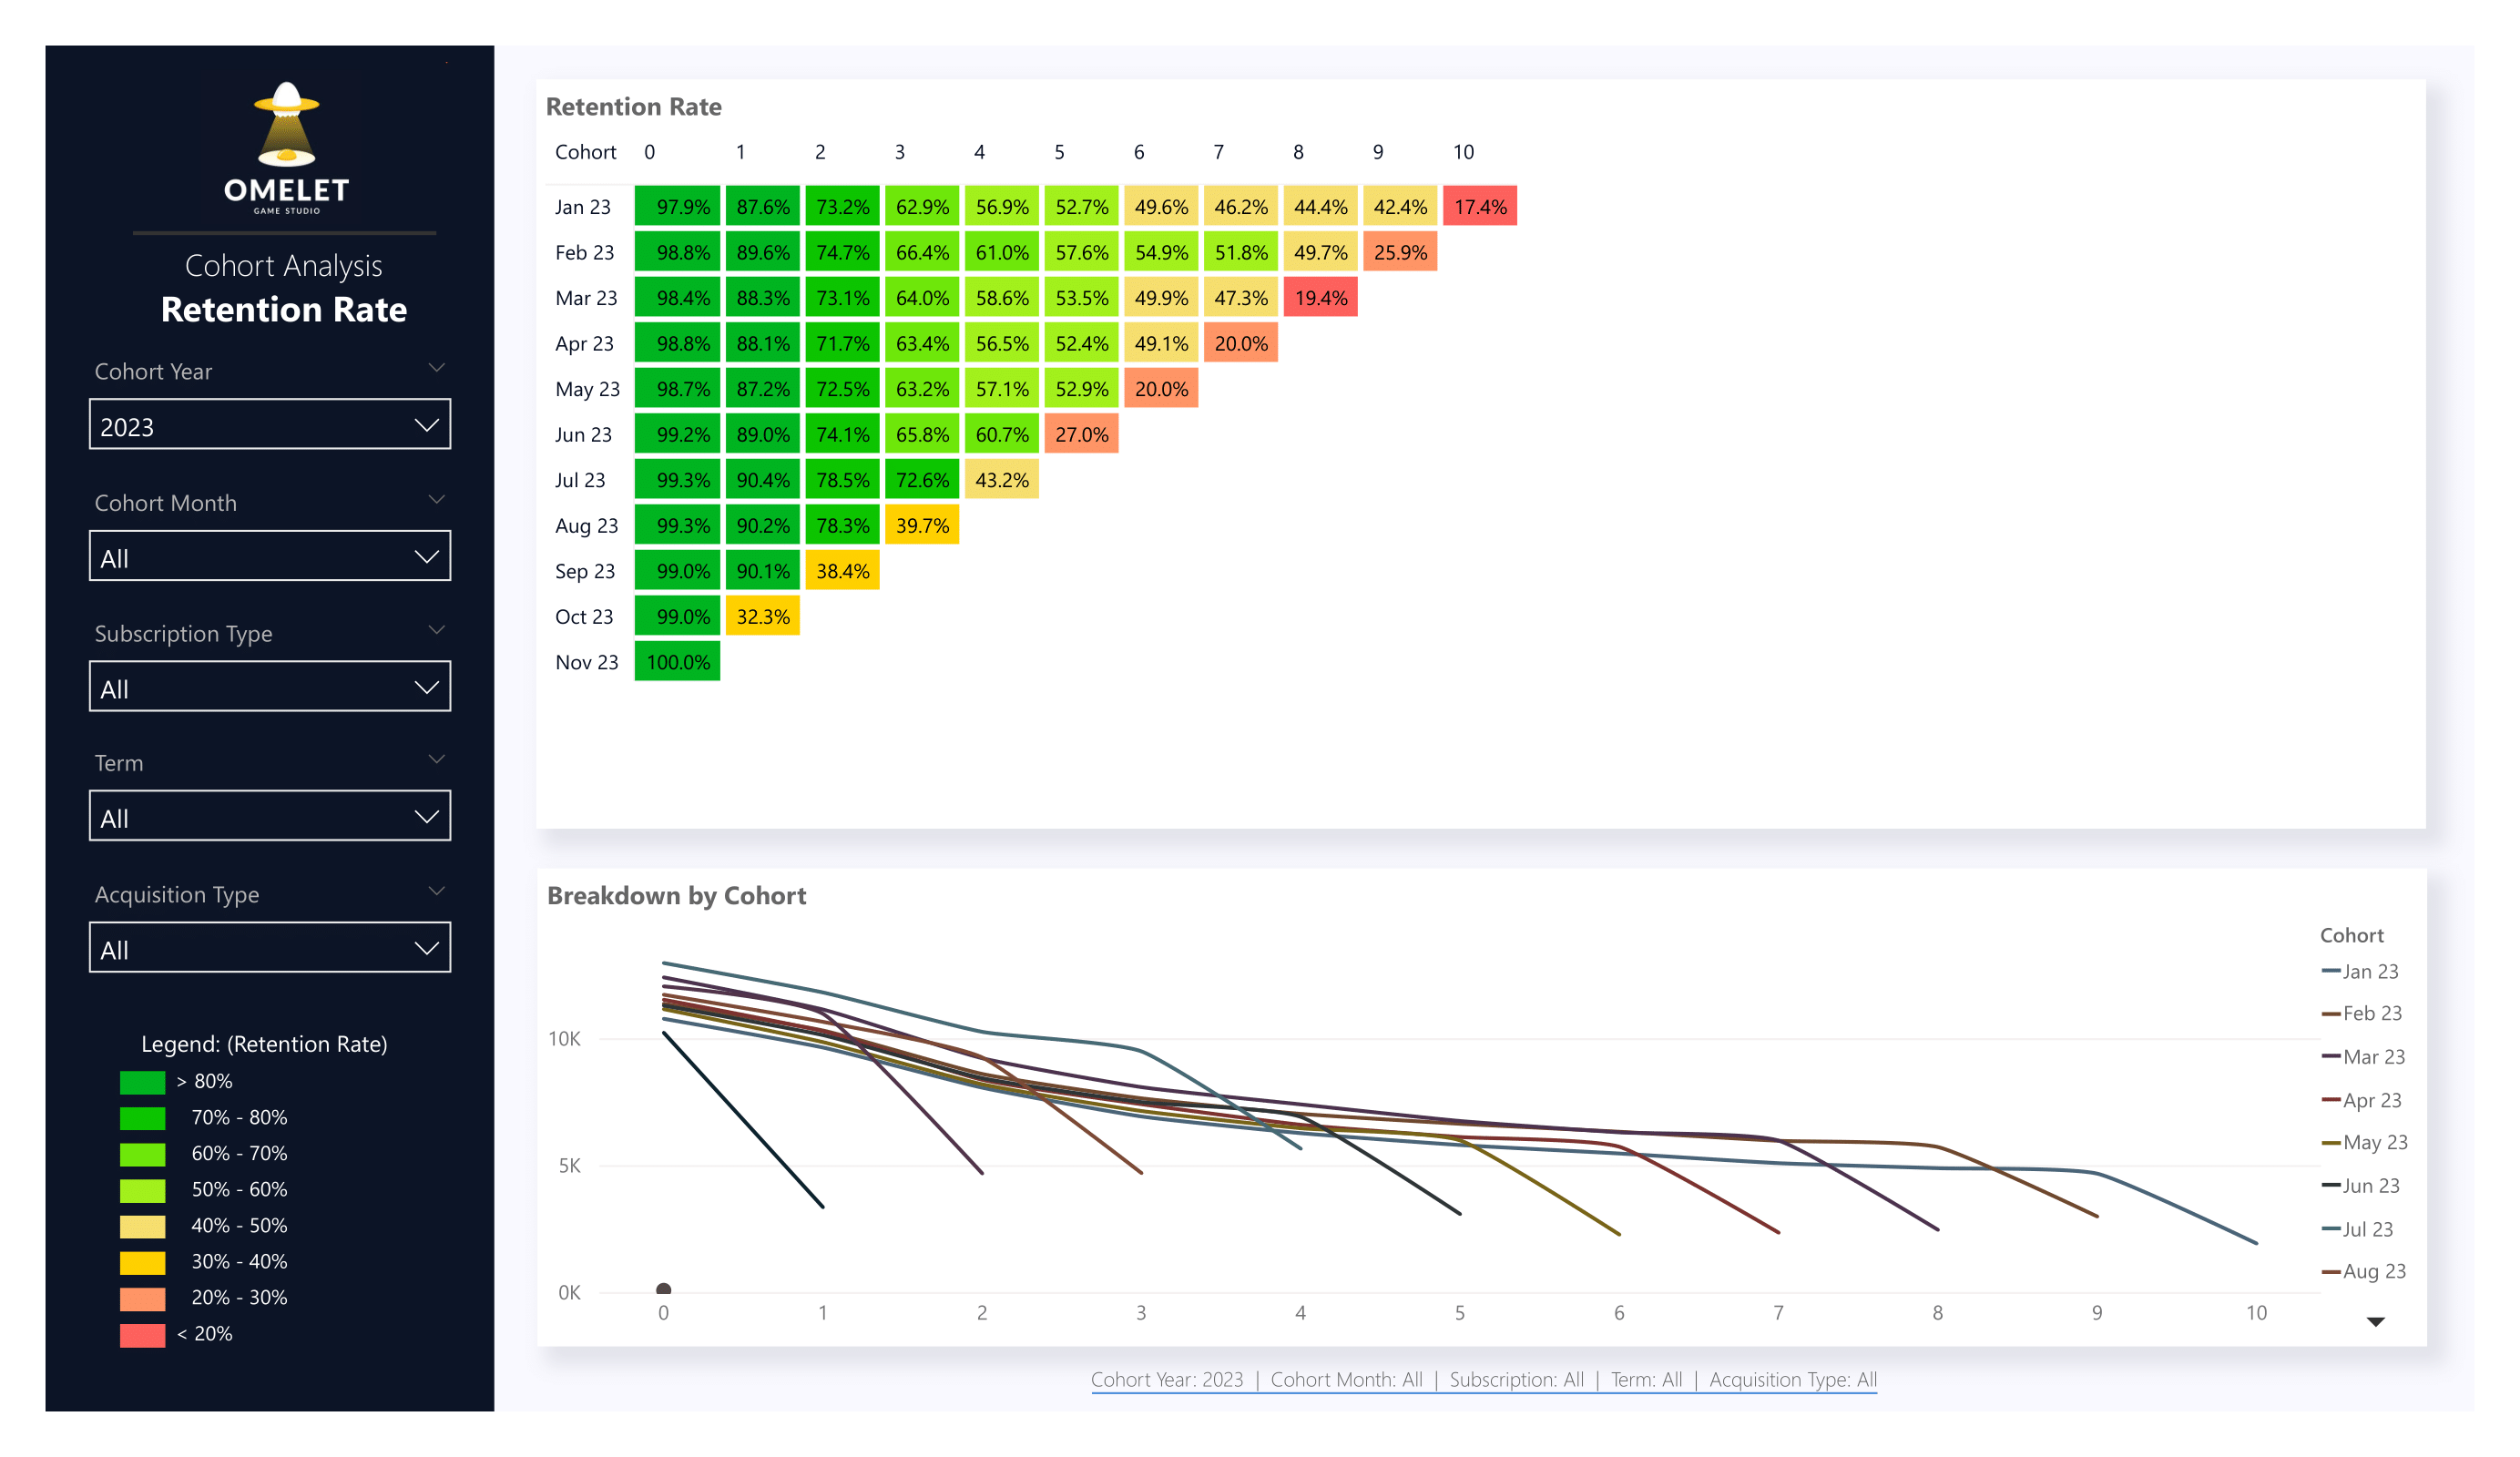 OMELET
GAME STUDIO
Cohort Analysis
Retention Rate
Cohort Year
2023
Cohort Month
All
Subscription Type
All
Term
All
Acquisition Type
All
Legend: (Retention Rate)
> 80%
70% - 80%
60% - 70%
50% - 60%
40% - 50%
30% - 40%
20% - 30%
< 20%
Retention Rate
Cohort 0 1 2 3 4 5 6 7 8 9 10
Jan 23 97.9% 87.6% 73.2% 62.9% 56.9% 52.7% 49.6% 46.2% 44.4% 42.4% 17.4%
Feb 23 98.8% 89.6% 74.7% 66.4% 61.0% 57.6% 54.9% 51.8% 49.7% 25.9%
Mar 23 98.4% 88.3% 73.1% 64.0% 58.6% 53.5% 49.9% 47.3% 19.4%
Apr 23 98.8% 88.1% 71.7% 63.4% 56.5% 52.4% 49.1% 20.0%
May 23 98.7% 87.2% 72.5% 63.2% 57.1% 52.9% 20.0%
Jun 23 99.2% 89.0% 74.1% 65.8% 60.7% 27.0%
Jul 23 99.3% 90.4% 78.5% 72.6% 43.2%
Aug 23 99.3% 90.2% 78.3% 39.7%
Sep 23 99.0% 90.1% 38.4%
Oct 23 99.0% 32.3%
Nov 23 100.0%
Breakdown by Cohort
10K
5K
0K
0 1 2 3 4 5 6 7 8 9 10
Cohort
Jan 23
Feb 23
Mar 23
Apr 23
May 23
Jun 23
Jul 23
Aug 23
Cohort Year: 2023 | Cohort Month: All | Subscription: All | Term: All | Acquisition Type: All